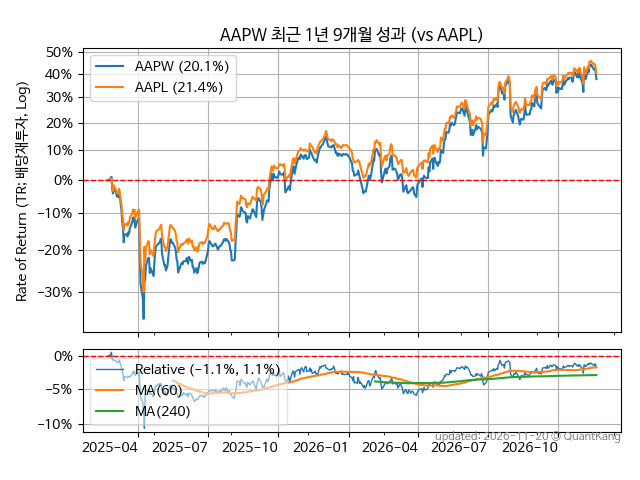 AAPW 최근 1년 9개월 성과 (vs AAPL)
Rate of Return (TR: 배당재투자, Log)
50%
40%
30%
20%
10%
0%
−10%
−20%
−30%
AAPW (20.1%)
AAPL (21.4%)
0%
−5%
−10%
Relative (−1.1%, 1.1%)
MA(60)
MA(240)
2025-04 2025-07 2025-10 2026-01 2026-04 2026-07 2026-10
updated: 2026-11-20 © QuantKang